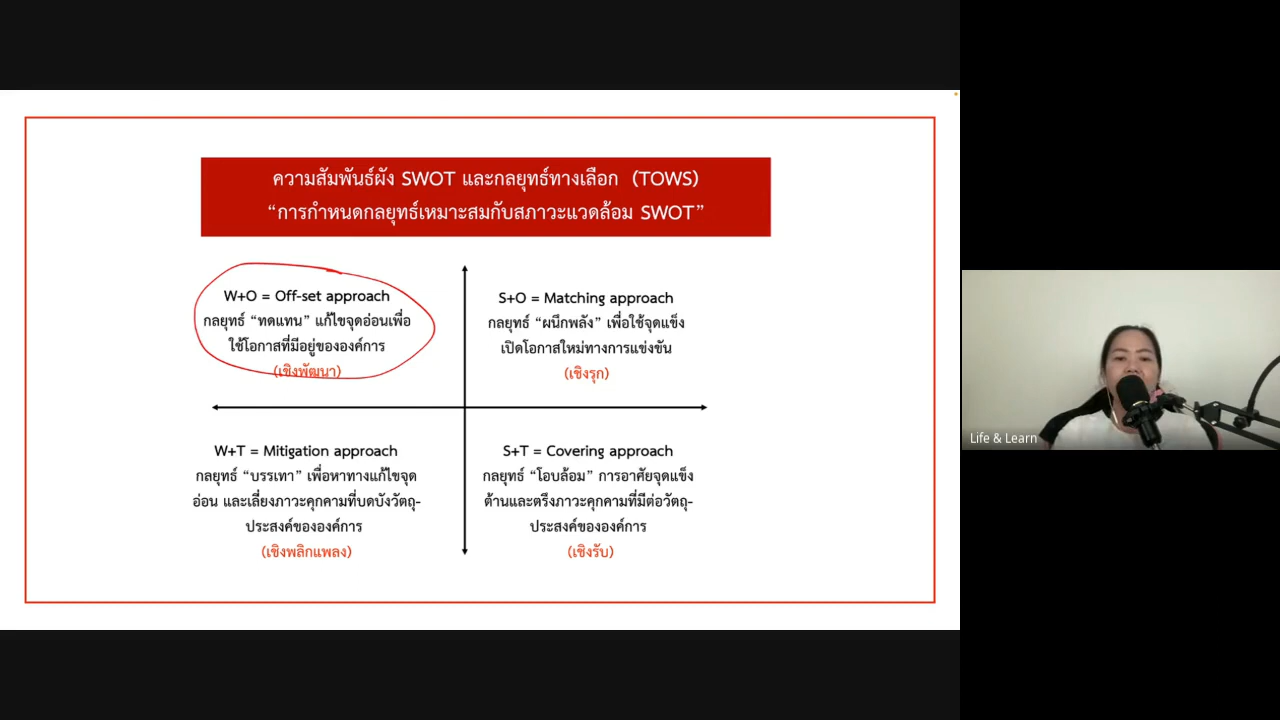 ความสัมพันธ์ผัง SWOT และกลยุทธ์ทางเลือก (TOWS)
“การกำหนดกลยุทธ์เหมาะสมกับสภาวะแวดล้อม SWOT”
W+O = Off-set approach
กลยุทธ์ “ทดแทน” แก้ไขจุดอ่อนเพื่อ
ใช้โอกาสที่มีอยู่ขององค์การ
(เชิงพัฒนา)
S+O = Matching approach
กลยุทธ์ “ผนึกพลัง” เพื่อใช้จุดแข็ง
เปิดโอกาสใหม่ทางการแข่งขัน
(เชิงรุก)
W+T = Mitigation approach
กลยุทธ์ “บรรเทา” เพื่อหาทางแก้ไขจุด
อ่อน และเลี่ยงภาวะคุกคามที่บดบังวัตถุ-
ประสงค์ขององค์การ
(เชิงพลิกแพลง)
S+T = Covering approach
กลยุทธ์ “โอบล้อม” การอาศัยจุดแข็ง
ต้านและตรึงภาวะคุกคามที่มีต่อวัตถุ-
ประสงค์ขององค์การ
(เชิงรับ)
Life & Learn